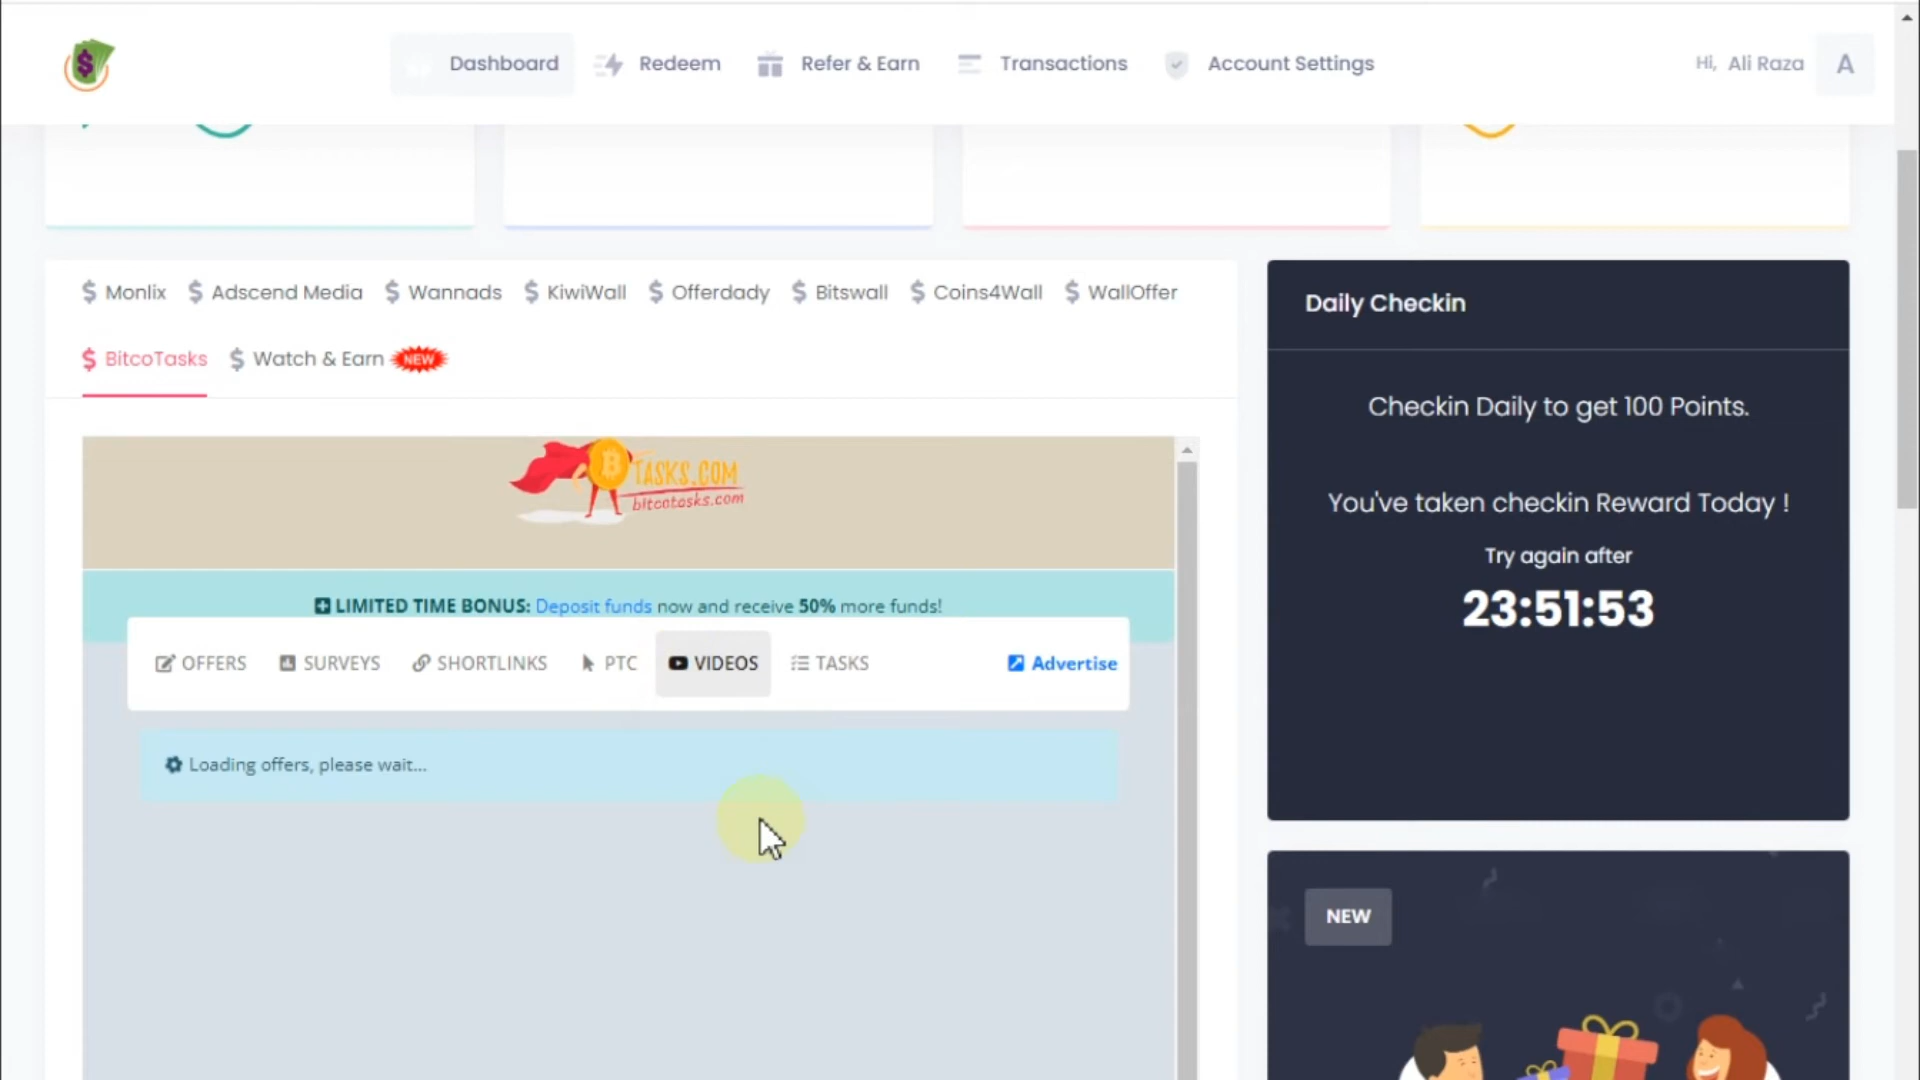 Dashboard Redeem Refer & Earn Transactions Account Settings Hi, Ali Raza A
$ Monlix $ Adscend Media $ Wannads $ KiwiWall $ Offerdady $ Bitswall $ Coins4Wall $ WallOffer
$ BitcoTasks $ Watch & Earn NEW
TASKS.COM
bitcotasks.com
LIMITED TIME BONUS: Deposit funds now and receive 50% more funds!
OFFERS SURVEYS SHORTLINKS PTC VIDEOS TASKS Advertise
Loading offers, please wait...
Daily Checkin
Checkin Daily to get 100 Points.
You've taken checkin Reward Today !
Try again after
23:51:53
NEW